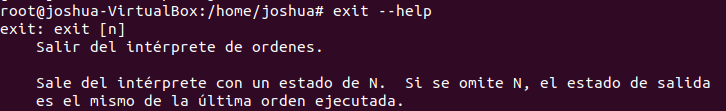 root@joshua-VirtualBox:/home/joshua# exit --help
exit: exit [n]
    Salir del intérprete de ordenes.

    Sale del intérprete con un estado de N.  Si se omite N, el estado de salida
    es el mismo de la última orden ejecutada.